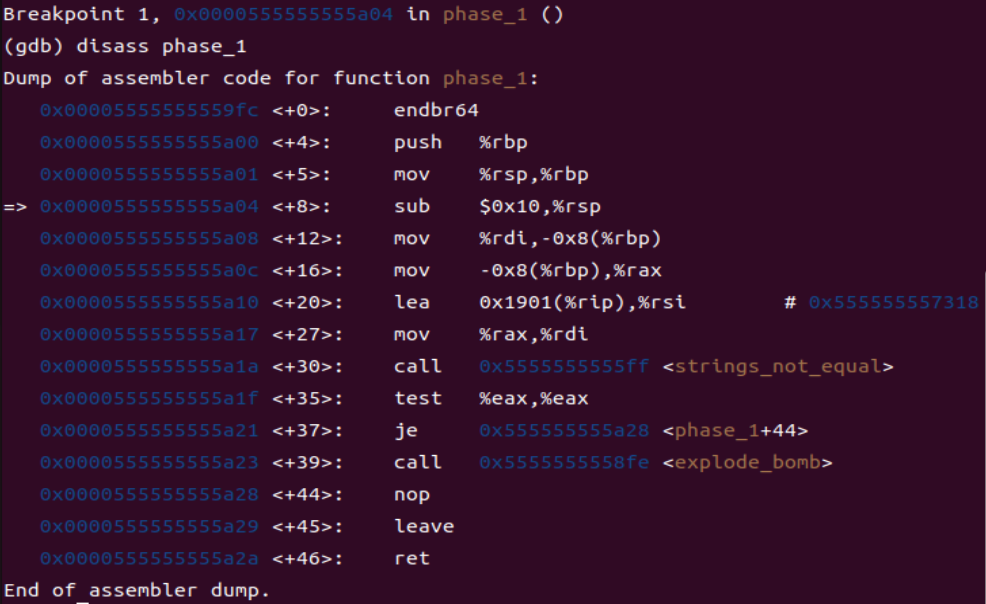 Breakpoint 1, 0x0000555555555a04 in phase_1 ()
(gdb) disass phase_1
Dump of assembler code for function phase_1:
   0x00005555555559fc <+0>:     endbr64
   0x0000555555555a00 <+4>:     push   %rbp
   0x0000555555555a01 <+5>:     mov    %rsp,%rbp
=> 0x0000555555555a04 <+8>:     sub    $0x10,%rsp
   0x0000555555555a08 <+12>:    mov    %rdi,-0x8(%rbp)
   0x0000555555555a0c <+16>:    mov    -0x8(%rbp),%rax
   0x0000555555555a10 <+20>:    lea    0x1901(%rip),%rsi        # 0x555555557318
   0x0000555555555a17 <+27>:    mov    %rax,%rdi
   0x0000555555555a1a <+30>:    call   0x5555555555ff <strings_not_equal>
   0x0000555555555a1f <+35>:    test   %eax,%eax
   0x0000555555555a21 <+37>:    je     0x555555555a28 <phase_1+44>
   0x0000555555555a23 <+39>:    call   0x5555555558fe <explode_bomb>
   0x0000555555555a28 <+44>:    nop
   0x0000555555555a29 <+45>:    leave
   0x0000555555555a2a <+46>:    ret
End of assembler dump.